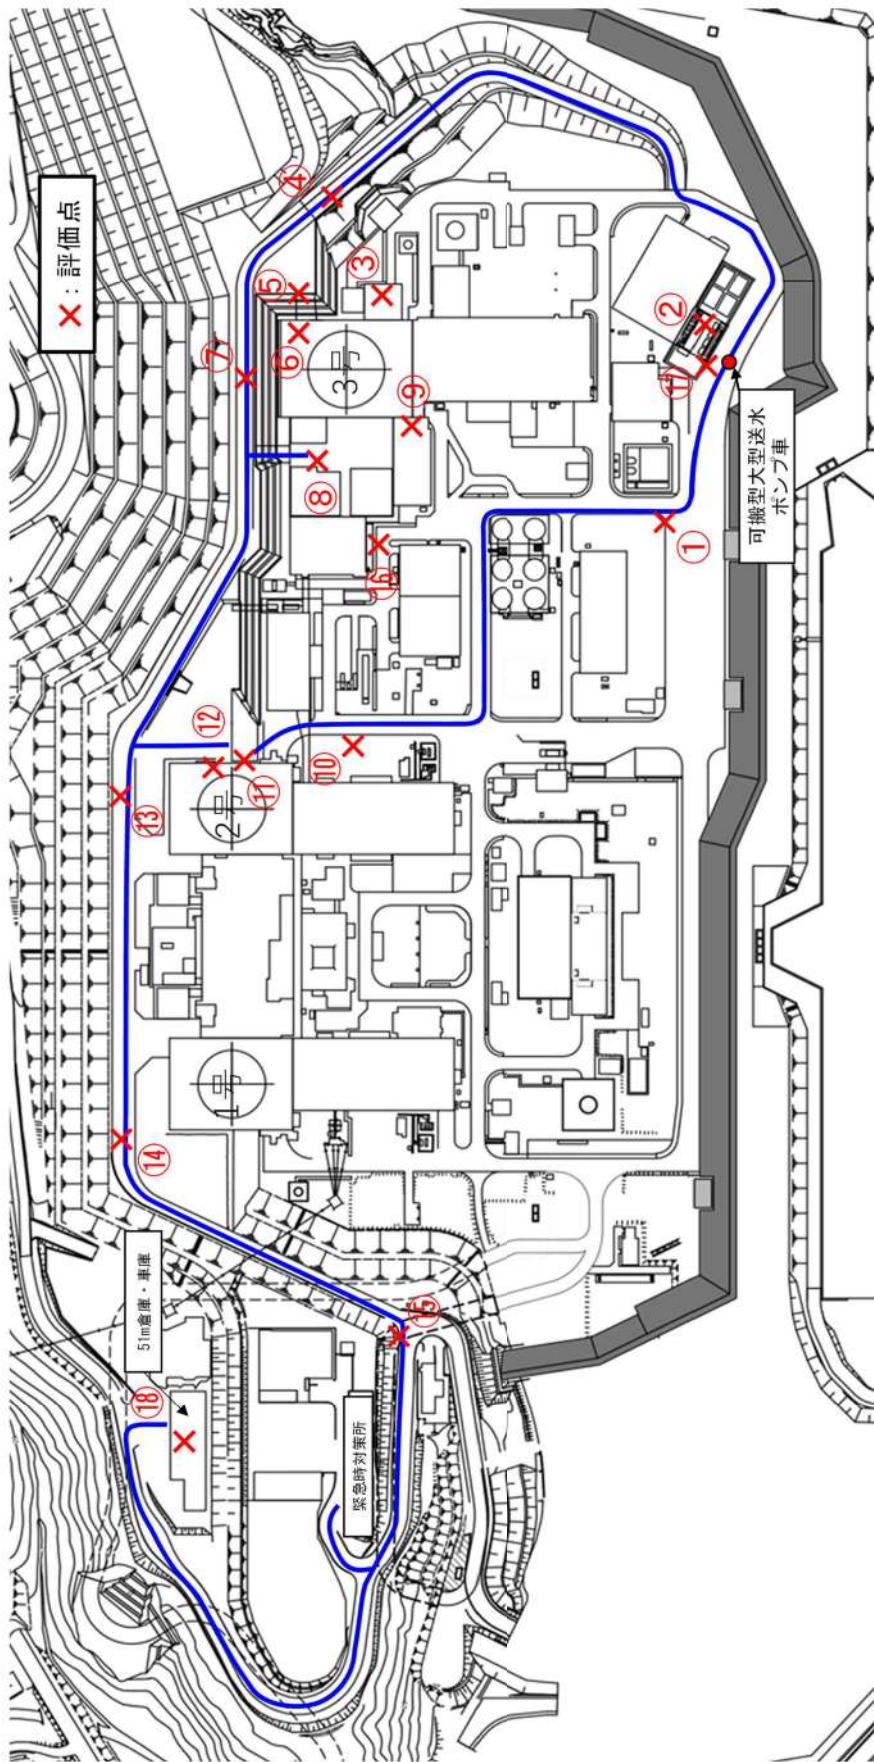 ×：評価点
④
⑤
③
⑦
⑥
3号
②
⑨
⑰
⑧
可搬型大型送水
ポンプ車
①
⑯
⑫
⑩
⑪
2号
⑬
1号
⑭
51m倉庫・車庫
⑮
⑱
緊急時対策所